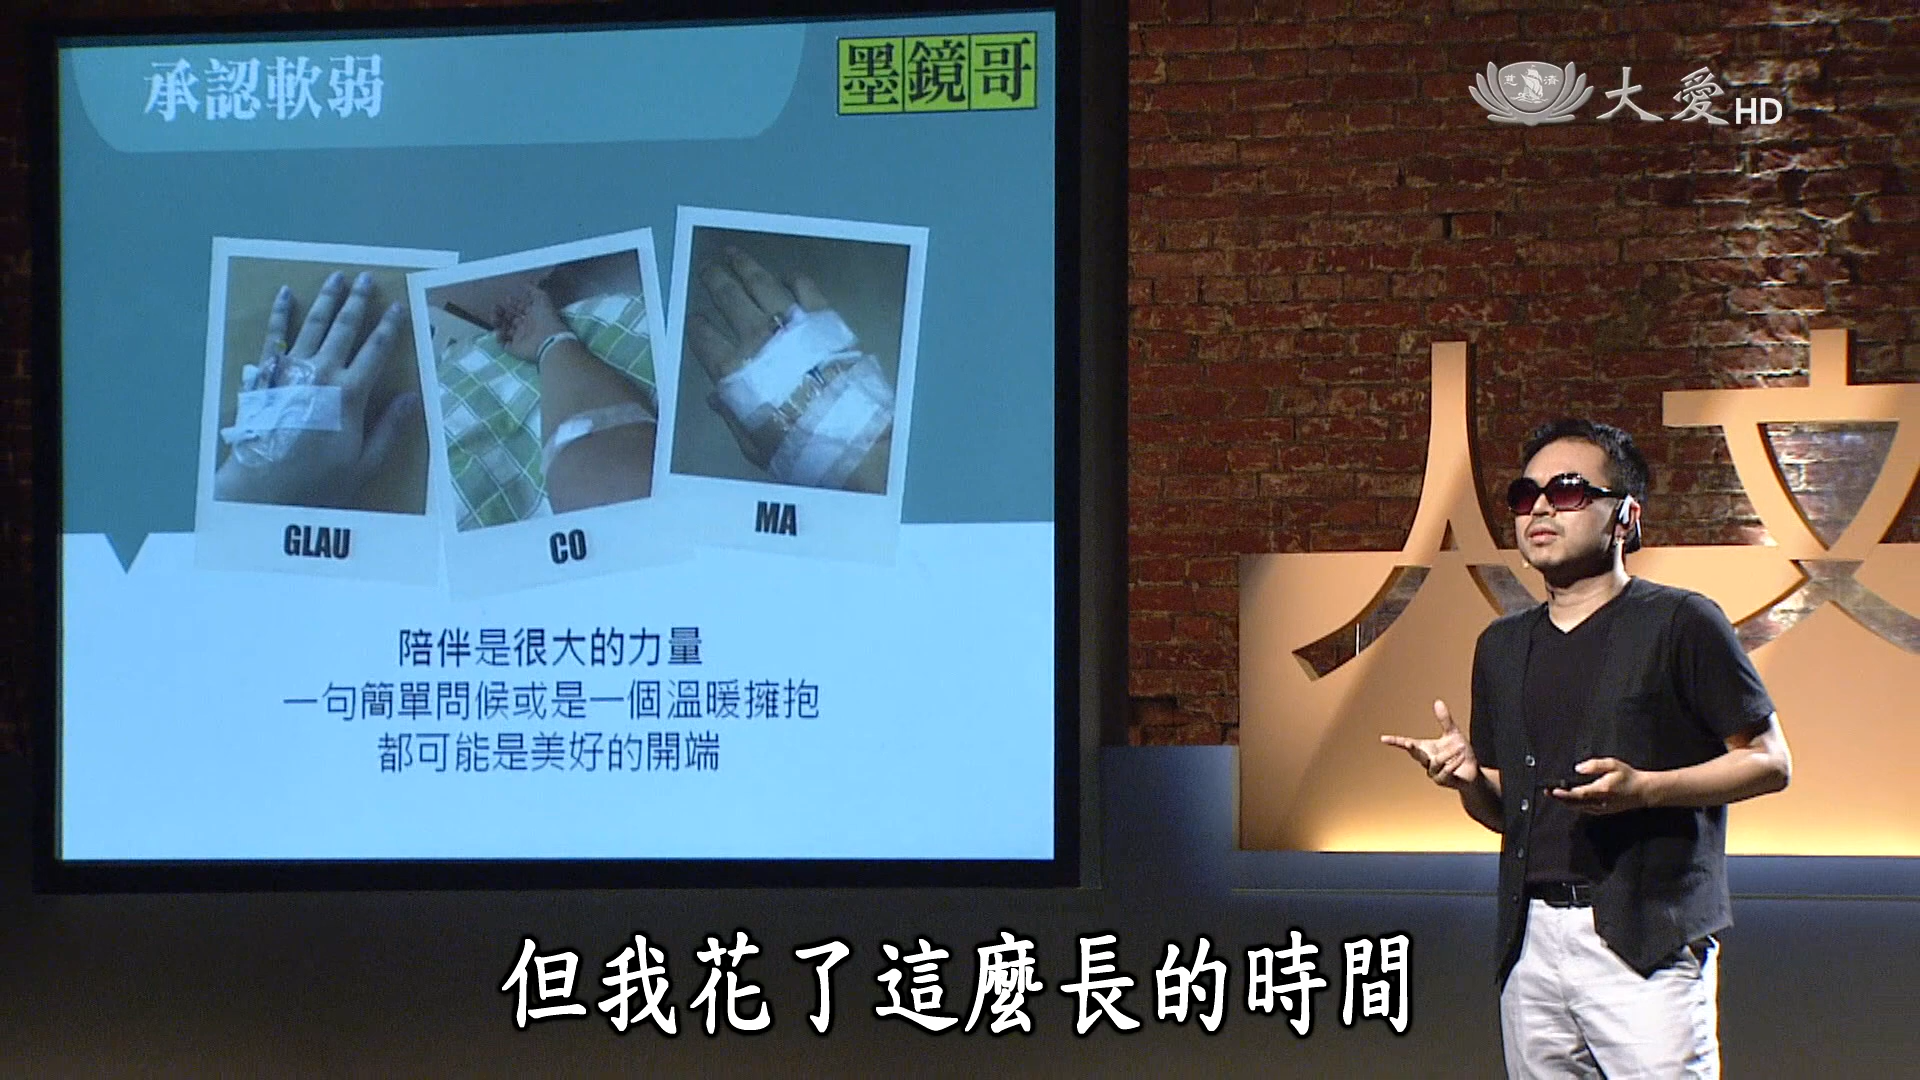 承認軟弱
墨鏡哥
大愛HD
GLAU
CO
MA
陪伴是很大的力量
一句簡單問候或是一個溫暖擁抱
都可能是美好的開端
人文
但我花了這麼長的時間